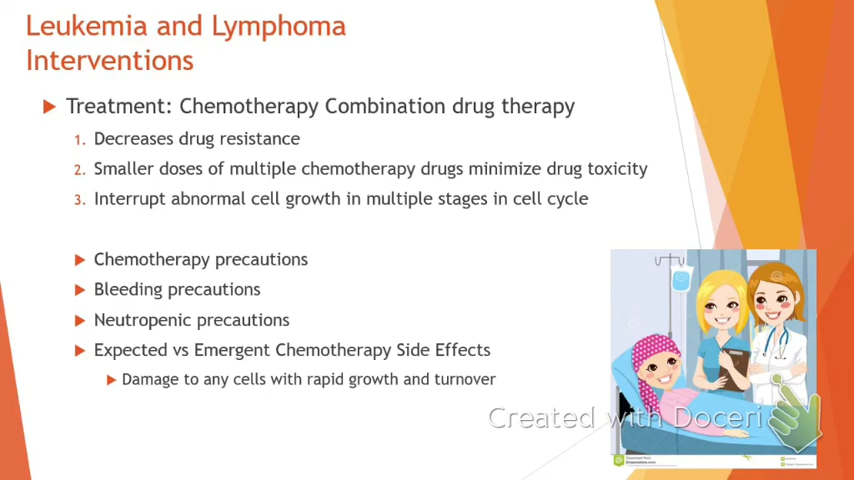 Leukemia and Lymphoma
Interventions
Treatment: Chemotherapy Combination drug therapy
1. Decreases drug resistance
2. Smaller doses of multiple chemotherapy drugs minimize drug toxicity
3. Interrupt abnormal cell growth in multiple stages in cell cycle
Chemotherapy precautions
Bleeding precautions
Neutropenic precautions
Expected vs Emergent Chemotherapy Side Effects
Damage to any cells with rapid growth and turnover
Created with Doceri